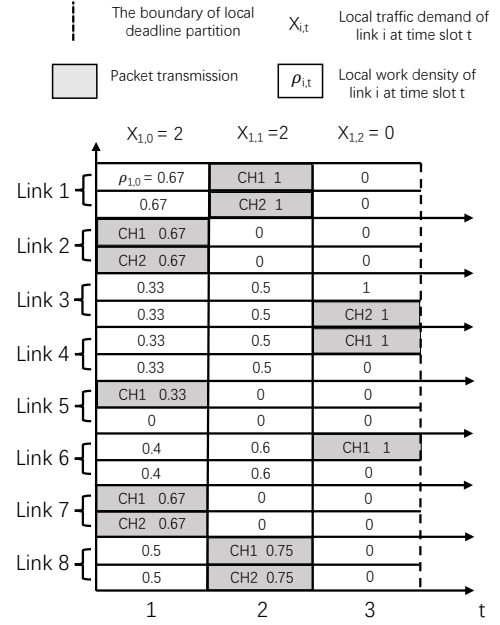 The boundary of local
deadline partition
X_{i,t} Local traffic demand of
link i at time slot t
Packet transmission
ρ_{i,t} Local work density of
link i at time slot t
X_{1,0} = 2 X_{1,1} =2 X_{1,2} = 0
Link 1
ρ_{1,0} = 0.67 CH1 1 0
0.67 CH2 1 0
Link 2
CH1 0.67 0 0
CH2 0.67 0 0
Link 3
0.33 0.5 1
0.33 0.5 CH2 1
Link 4
0.33 0.5 CH1 1
0.33 0.5 0
Link 5
CH1 0.33 0 0
0 0 0
Link 6
0.4 0.6 CH1 1
0.4 0.6 0
Link 7
CH1 0.67 0 0
CH2 0.67 0 0
Link 8
0.5 CH1 0.75 0
0.5 CH2 0.75 0
1 2 3 t